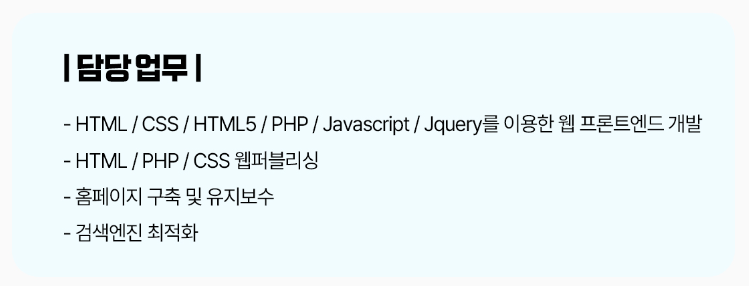 | 담당 업무 |
- HTML / CSS / HTML5 / PHP / Javascript / Jquery를 이용한 웹 프론트엔드 개발
- HTML / PHP / CSS 웹퍼블리싱
- 홈페이지 구축 및 유지보수
- 검색엔진 최적화